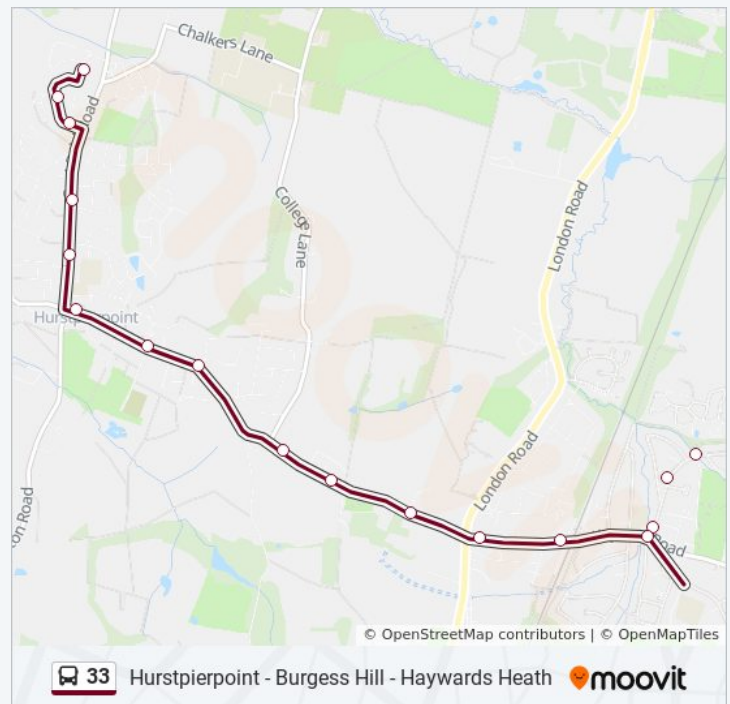 Chalkers Lane
oad
College Lane
London Road
Hurstpierpoint
London Road
on Road
Road
© OpenStreetMap contributors | © OpenMapTiles
33 Hurstpierpoint - Burgess Hill - Haywards Heath moovit